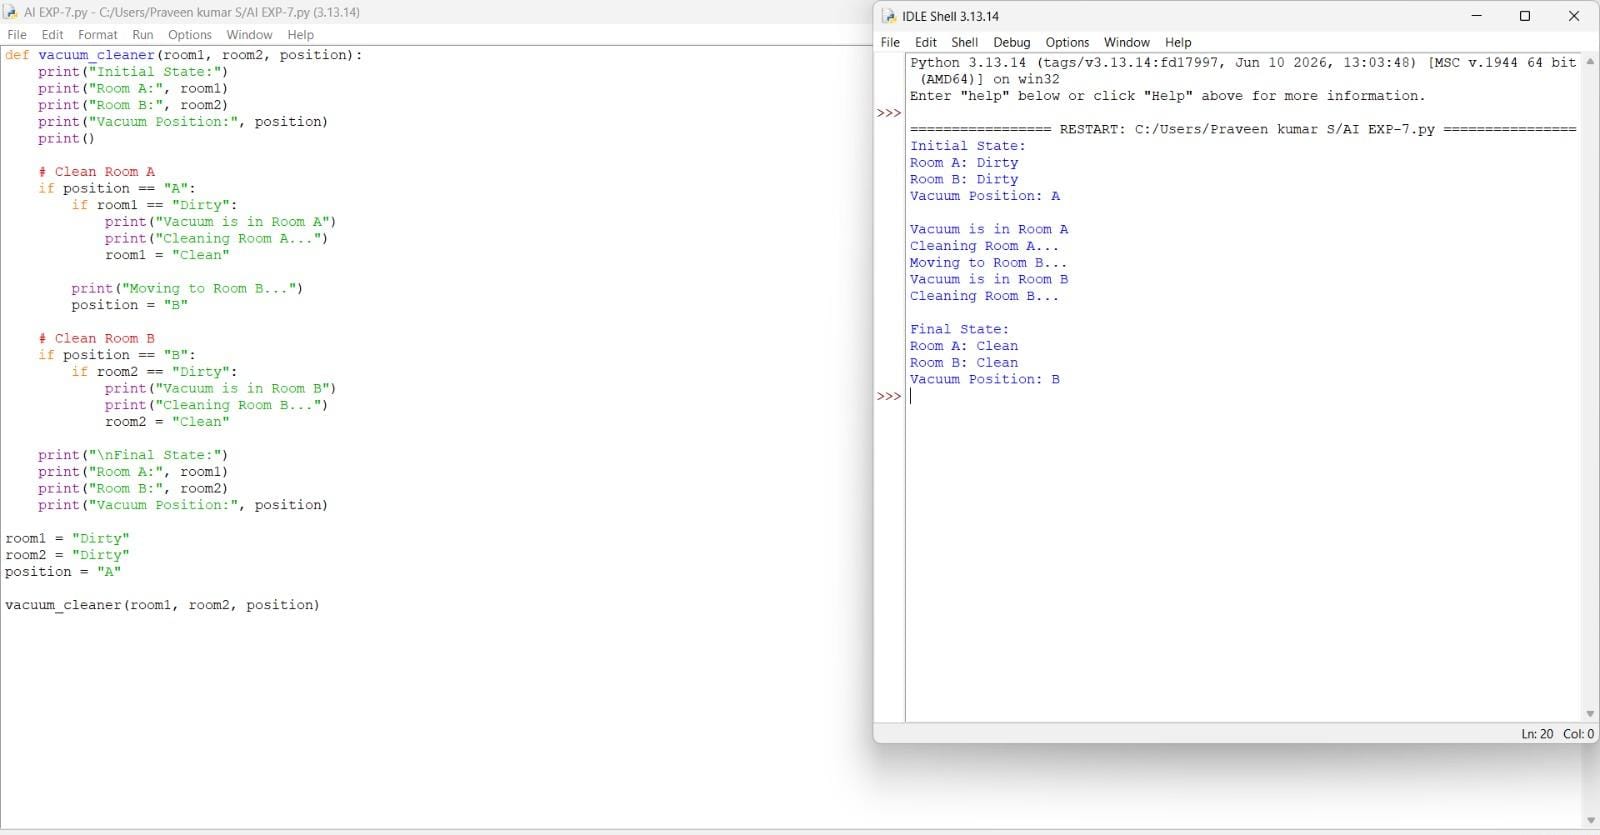 AI EXP-7.py - C:/Users/Praveen kumar S/AI EXP-7.py (3.13.14)
File Edit Format Run Options Window Help
def vacuum_cleaner(room1, room2, position):
    print("Initial State:")
    print("Room A:", room1)
    print("Room B:", room2)
    print("Vacuum Position:", position)
    print()

    # Clean Room A
    if position == "A":
        if room1 == "Dirty":
            print("Vacuum is in Room A")
            print("Cleaning Room A...")
            room1 = "Clean"

        print("Moving to Room B...")
        position = "B"

    # Clean Room B
    if position == "B":
        if room2 == "Dirty":
            print("Vacuum is in Room B")
            print("Cleaning Room B...")
            room2 = "Clean"

    print("\nFinal State:")
    print("Room A:", room1)
    print("Room B:", room2)
    print("Vacuum Position:", position)

room1 = "Dirty"
room2 = "Dirty"
position = "A"

vacuum_cleaner(room1, room2, position)
IDLE Shell 3.13.14
File Edit Shell Debug Options Window Help
Python 3.13.14 (tags/v3.13.14:fd17997, Jun 10 2026, 13:03:48) [MSC v.1944 64 bit
 (AMD64)] on win32
Enter "help" below or click "Help" above for more information.
>>>
================= RESTART: C:/Users/Praveen kumar S/AI EXP-7.py ================
Initial State:
Room A: Dirty
Room B: Dirty
Vacuum Position: A

Vacuum is in Room A
Cleaning Room A...
Moving to Room B...
Vacuum is in Room B
Cleaning Room B...

Final State:
Room A: Clean
Room B: Clean
Vacuum Position: B
>>>
Ln: 20 Col: 0